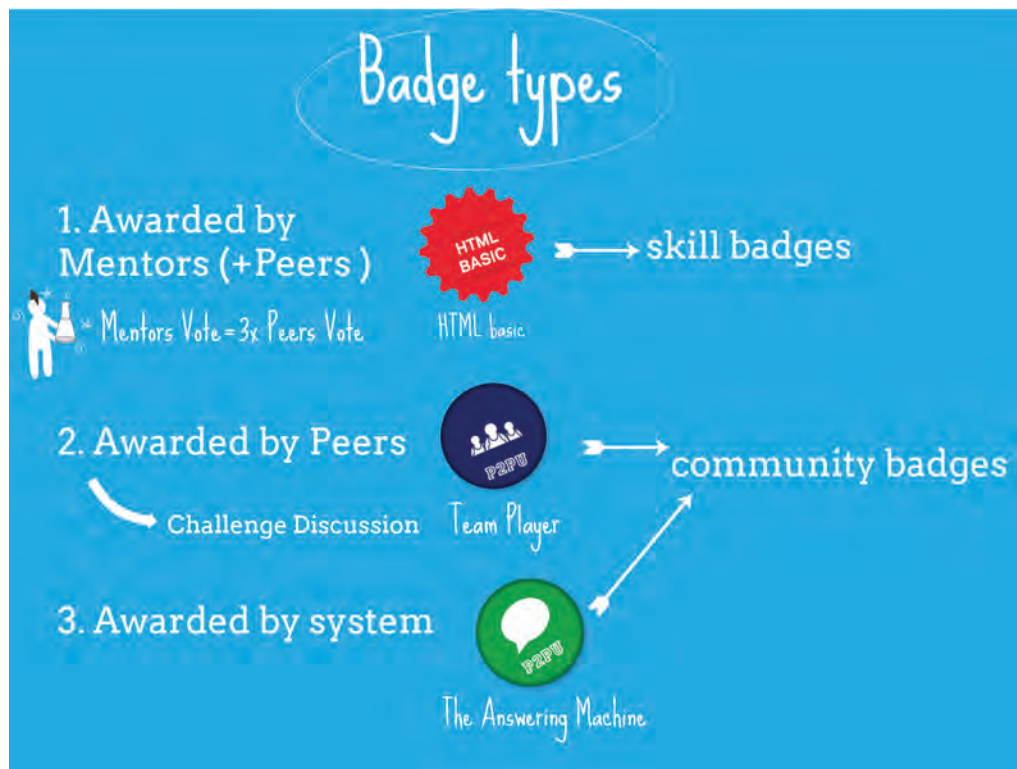 Badge types
1. Awarded by
Mentors (+Peers )
HTML
BASIC
skill badges
Mentors Vote = 3x Peers Vote
HTML basic
2. Awarded by Peers
P2PU
community badges
Challenge Discussion
Team Player
3. Awarded by system
P2PU
The Answering Machine